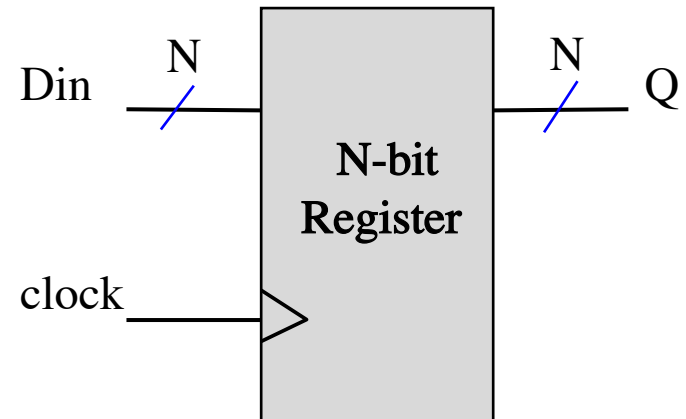 N
N
Din
Q
N-bit
Register
clock